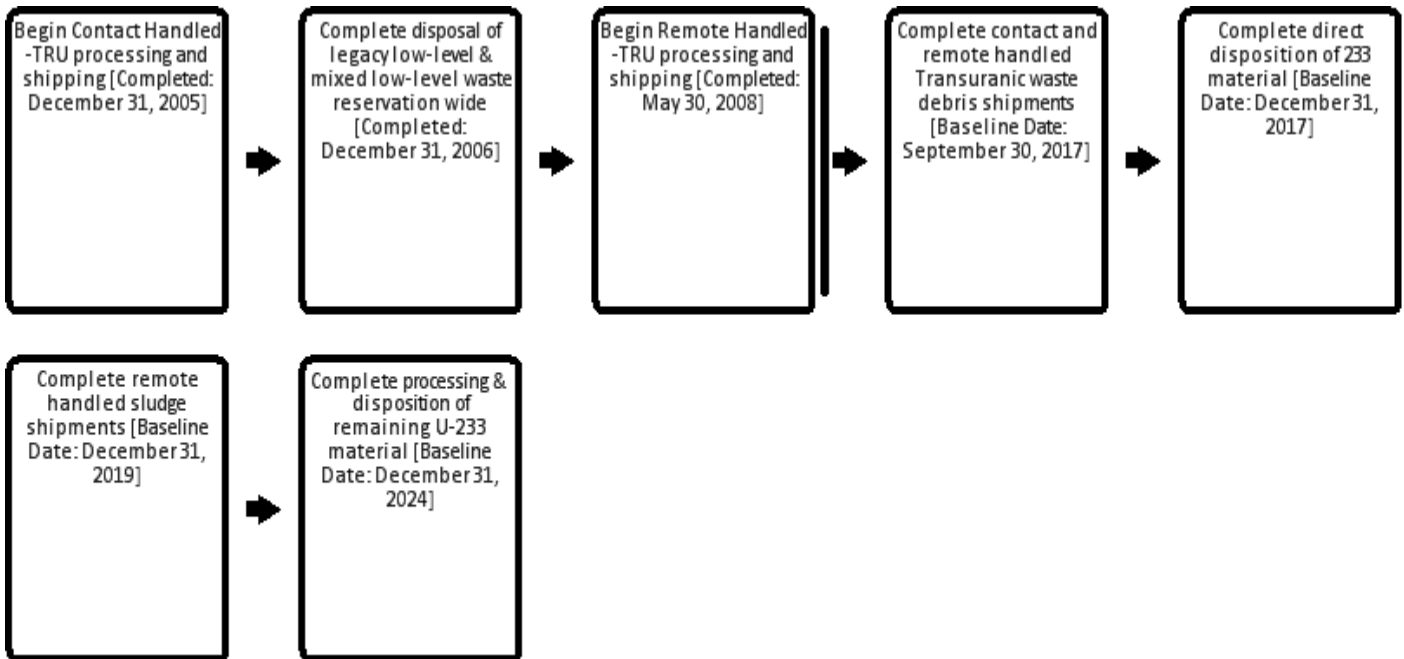 Begin Contact Handled
-TRU processing and
shipping [Completed:
December 31, 2005]
Complete disposal of
legacy low-level &
mixed low-level waste
reservation wide
[Completed:
December 31, 2006]
Begin Remote Handled
-TRU processing and
shipping [Completed:
May 30, 2008]
Complete contact and
remote handled
Transuranic waste
debris shipments
[Baseline Date:
September 30, 2017]
Complete direct
disposition of 233
material [Baseline
Date: December 31,
2017]
Complete remote
handled sludge
shipments [Baseline
Date: December 31,
2019]
Complete processing &
disposition of
remaining U-233
material [Baseline
Date: December 31,
2024]